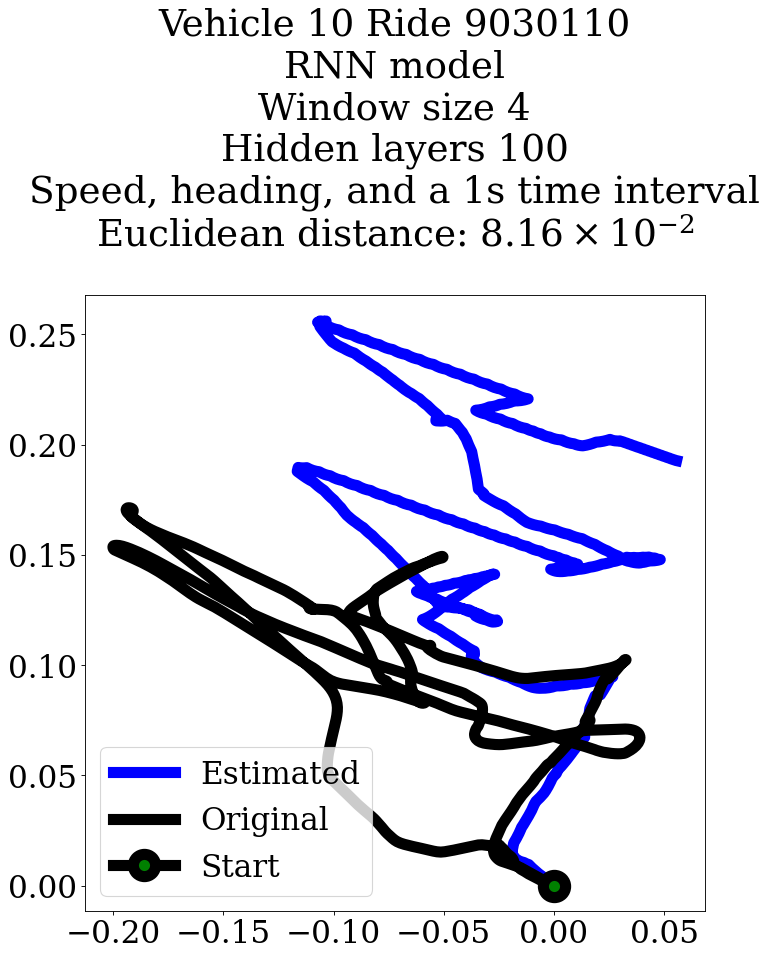 Vehicle 10 Ride 9030110
RNN model
Window size 4
Hidden layers 100
Speed, heading, and a 1s time interval
Euclidean distance: 8.16 × 10⁻²
0.25
0.20
0.15
0.10
0.05
0.00
Estimated
Original
Start
−0.20 −0.15 −0.10 −0.05 0.00 0.05